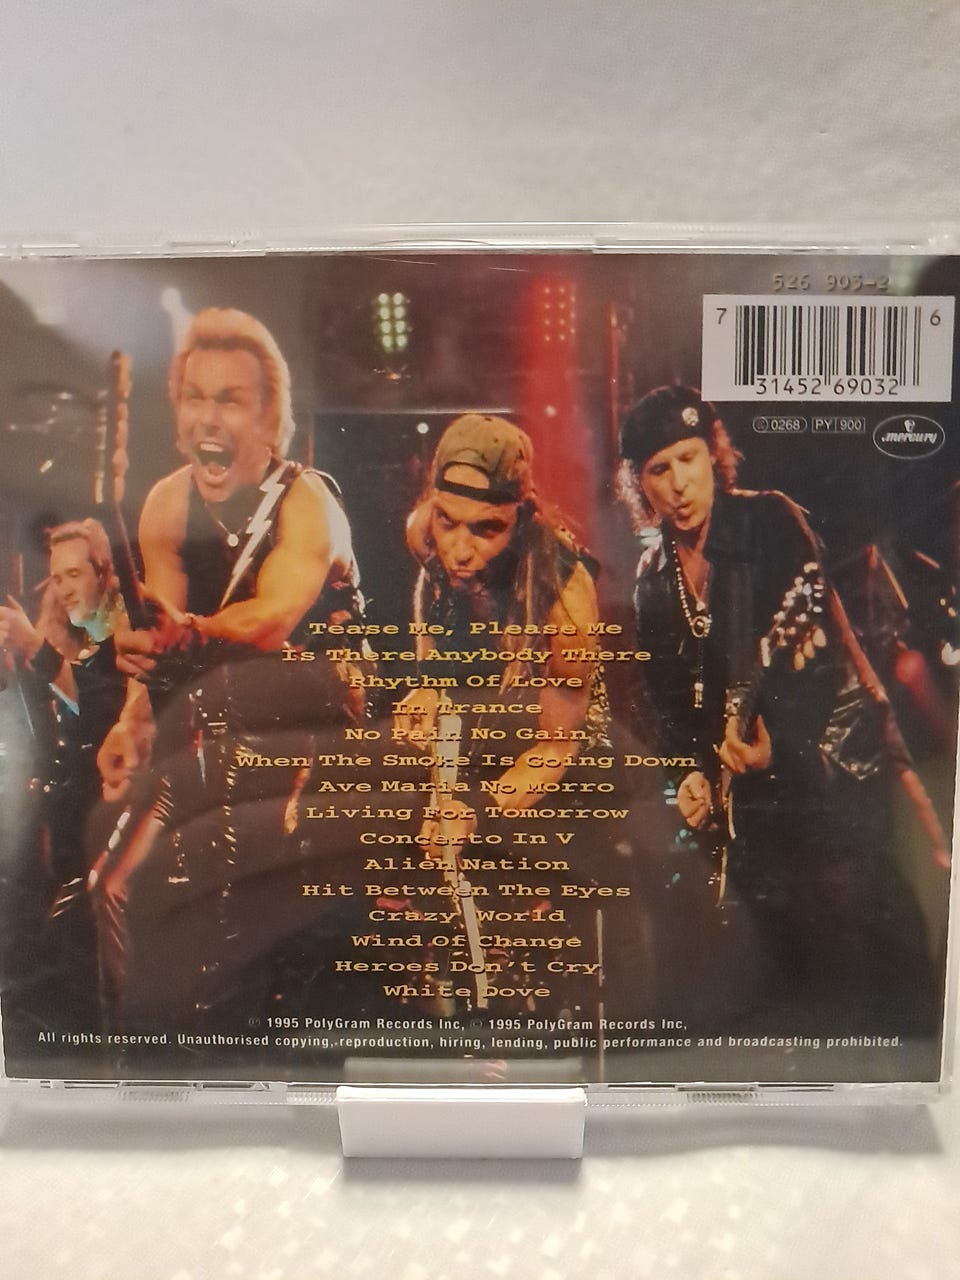 526 903-2
7 31452 69032 6
0268 PY 900
mercury
Tease Me, Please Me
Is There Anybody There
Rhythm Of Love
In Trance
No Pain No Gain
When The Smoke Is Going Down
Ave Maria No Morro
Living For Tomorrow
Concerto In V
Alien Nation
Hit Between The Eyes
Crazy World
Wind Of Change
Heroes Don't Cry
White Dove
℗ 1995 PolyGram Records Inc, © 1995 PolyGram Records Inc,
All rights reserved. Unauthorised copying, reproduction, hiring, lending, public performance and broadcasting prohibited.